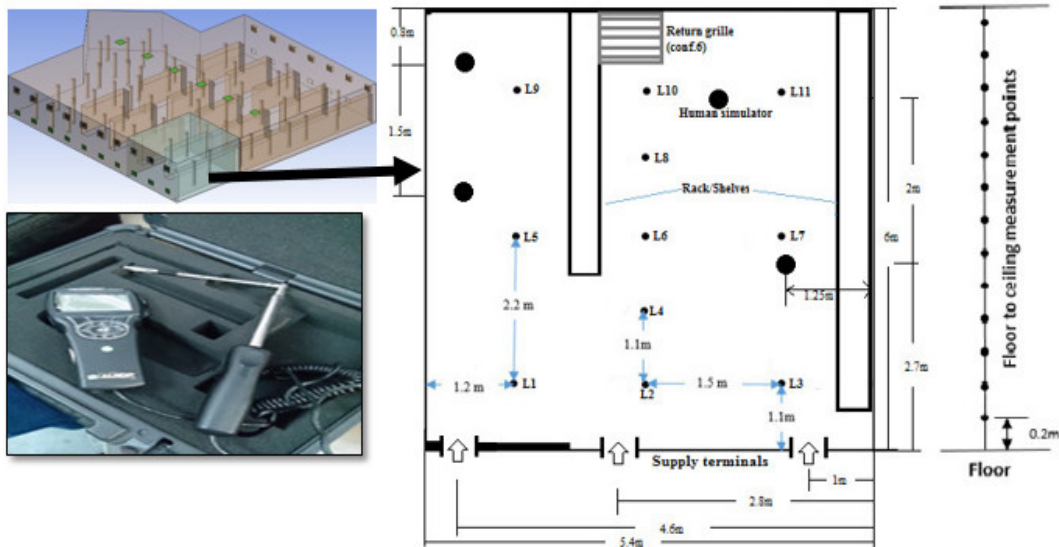 0.8m
1.5m
Return grille
(conf.6)
L9
L10
L11
Human simulator
L8
Rack/Shelves
L5
L6
L7
2m
6m
1.25m
2.2 m
L4
1.1m
2.7m
1.2 m
L1
L2
1.5m
L3
1.1m
Supply terminals
1m
2.8m
4.6m
5.4m
Floor to ceiling measurement points
0.2m
Floor